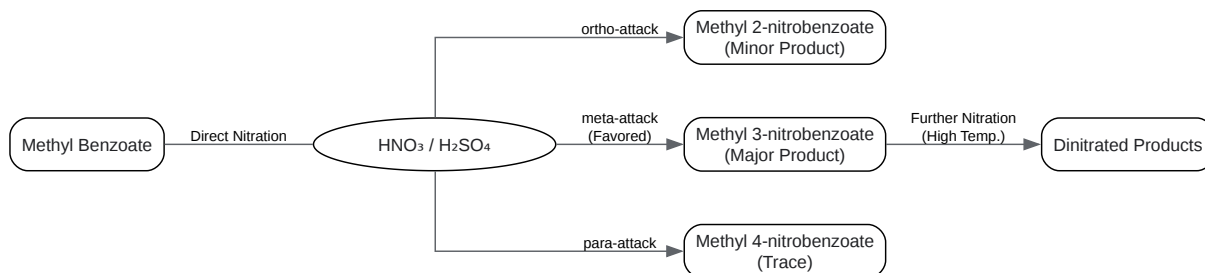 ortho-attack
Methyl 2-nitrobenzoate
(Minor Product)
Methyl Benzoate
Direct Nitration
HNO₃ / H₂SO₄
meta-attack
(Favored)
Methyl 3-nitrobenzoate
(Major Product)
Further Nitration
(High Temp.)
Dinitrated Products
para-attack
Methyl 4-nitrobenzoate
(Trace)